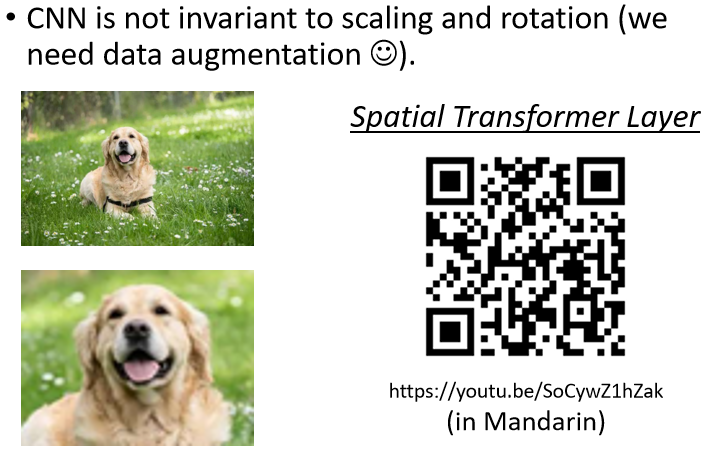 • CNN is not invariant to scaling and rotation (we
need data augmentation ☺).
Spatial Transformer Layer
https://youtu.be/SoCywZ1hZak
(in Mandarin)